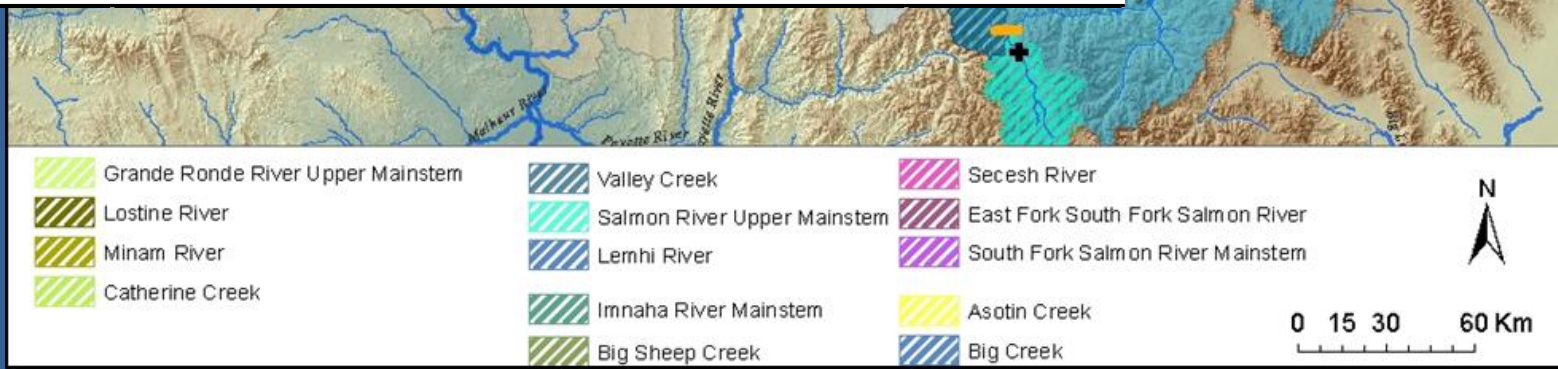 Malheur River
Payette River
Big L
Grande Ronde River Upper Mainstem
Lostine River
Minam River
Catherine Creek
Valley Creek
Salmon River Upper Mainstem
Lemhi River
Imnaha River Mainstem
Big Sheep Creek
Secesh River
East Fork South Fork Salmon River
South Fork Salmon River Mainstem
Asotin Creek
Big Creek
N
0 15 30 60 Km